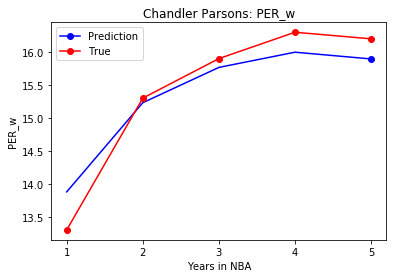 Chandler Parsons: PER_w
Prediction
True
16.0
15.5
15.0
14.5
14.0
13.5
PER_w
1 2 3 4 5
Years in NBA